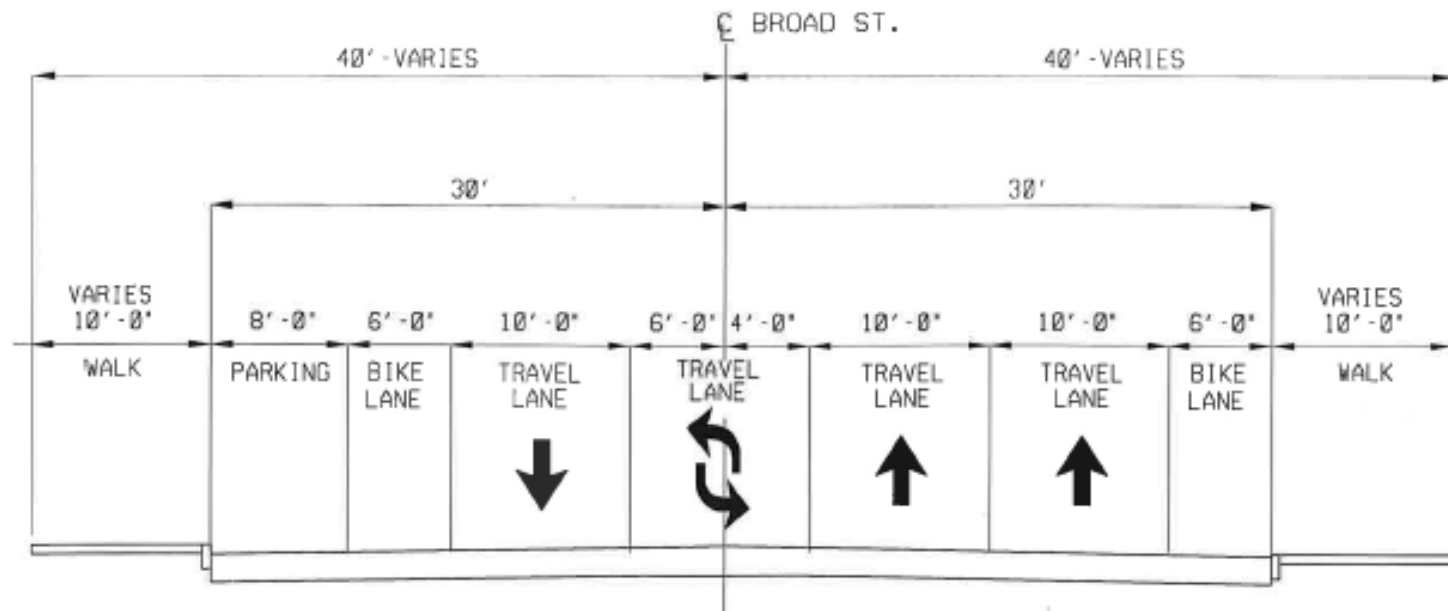 ℄ BROAD ST.
40'-VARIES
40'-VARIES
30'
30'
VARIES
10'-0"
WALK
8'-0"
PARKING
6'-0"
BIKE
LANE
10'-0"
TRAVEL
LANE
6'-0" 4'-0"
TRAVEL
LANE
10'-0"
TRAVEL
LANE
10'-0"
TRAVEL
LANE
6'-0"
BIKE
LANE
VARIES
10'-0"
WALK